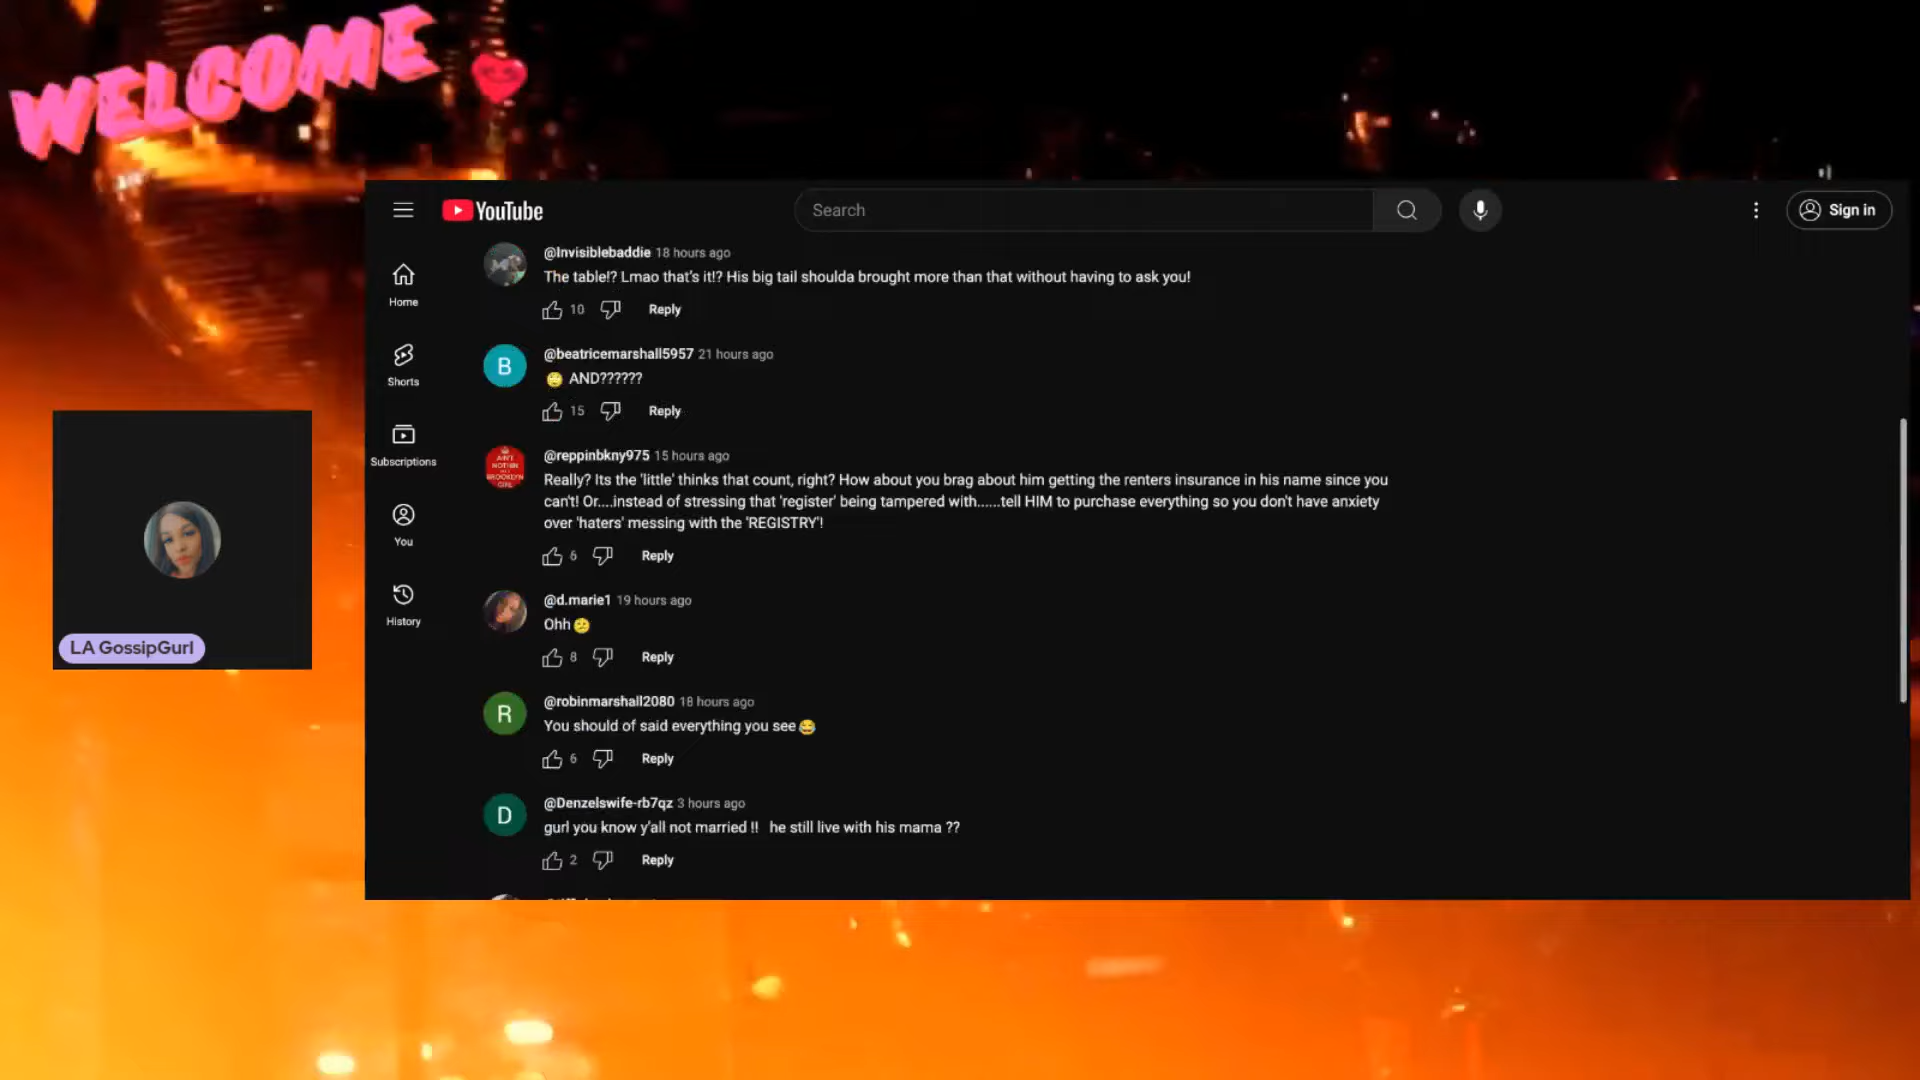 WELCOME
YouTube
Search
Sign in
Home
Shorts
Subscriptions
You
History
@Invisiblebaddie 18 hours ago
The table!? Lmao that's it!? His big tail shoulda brought more than that without having to ask you!
10 Reply
B
@beatricemarshall5957 21 hours ago
AND??????
15 Reply
AIN'T
NOTHIN
BROOKLYN
GIRL
@reppinbkny975 15 hours ago
Really? Its the 'little' thinks that count, right? How about you brag about him getting the renters insurance in his name since you
can't! Or....instead of stressing that 'register' being tampered with......tell HIM to purchase everything so you don't have anxiety
over 'haters' messing with the 'REGISTRY'!
6 Reply
@d.marie1 19 hours ago
Ohh
8 Reply
R
@robinmarshall2080 18 hours ago
You should of said everything you see
6 Reply
D
@Denzelswife-rb7qz 3 hours ago
gurl you know y'all not married !! he still live with his mama ??
2 Reply
LA GossipGurl